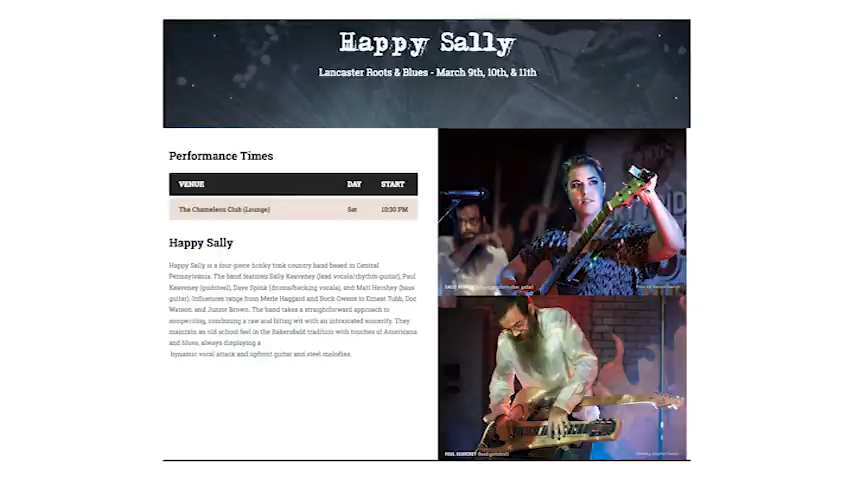 Happy Sally
Lancaster Roots & Blues - March 9th, 10th, & 11th
Performance Times
VENUE DAY START
The Chameleon Club (Lounge) Sat 10:30 PM
Happy Sally
Happy Sally is a four-piece honky tonk country band based in Central
Pennsylvania. The band features Sally Keaveney (lead vocals/rhythm guitar), Paul
Keaveney (guitsteel), Dave Spink (drums/backing vocals), and Matt Hershey (bass
guitar). Influences range from Merle Haggard and Buck Owens to Ernest Tubb, Doc
Watson, and Junior Brown. The band takes a straightforward approach to
songwriting, combining a raw and biting wit with an intoxicated sincerity. They
maintain an old school feel in the Bakersfield tradition with touches of Americana
and blues, always displaying a
bynamic vocal attack and upfront guitar and steel melodies.